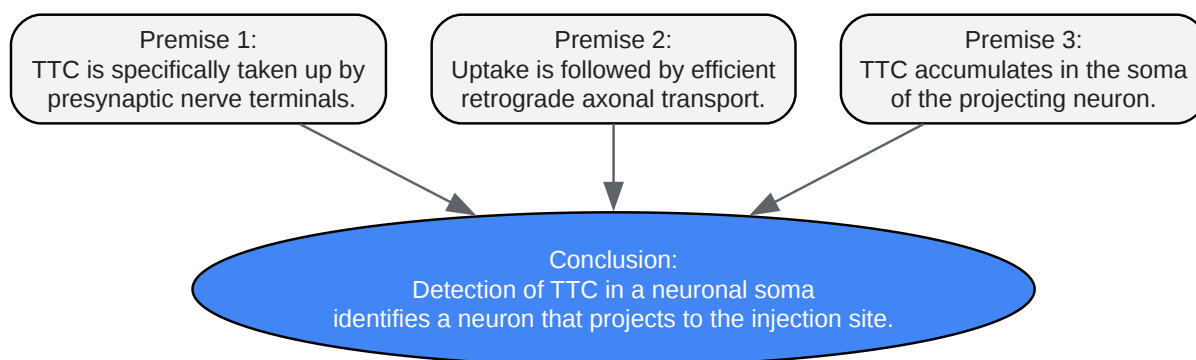 Premise 1:
TTC is specifically taken up by
presynaptic nerve terminals.
Premise 2:
Uptake is followed by efficient
retrograde axonal transport.
Premise 3:
TTC accumulates in the soma
of the projecting neuron.
Conclusion:
Detection of TTC in a neuronal soma
identifies a neuron that projects to the injection site.